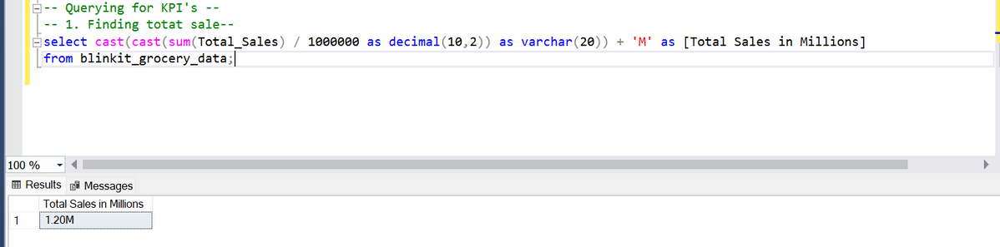 -- Querying for KPI's --
-- 1. Finding totat sale--
select cast(cast(sum(Total_Sales) / 1000000 as decimal(10,2)) as varchar(20)) + 'M' as [Total Sales in Millions]
from blinkit_grocery_data;
100 %
Results Messages
Total Sales in Millions
1 1.20M